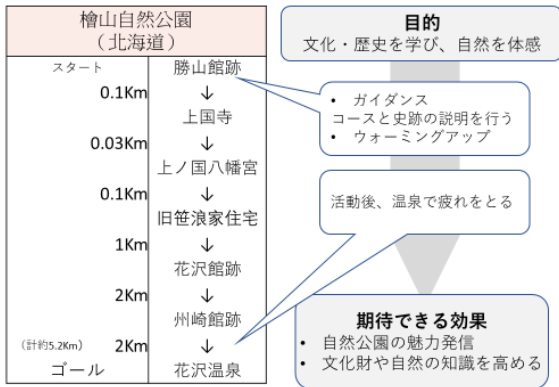 檜山自然公園
（北海道）
スタート
勝山館跡
0.1Km
↓
上国寺
0.03Km
↓
上ノ国八幡宮
0.1Km
↓
旧笹浪家住宅
1Km
↓
花沢館跡
2Km
↓
州崎館跡
（計約5.2Km）
2Km
↓
ゴール
花沢温泉
目的
文化・歴史を学び、自然を体感
• ガイダンス
コースと史跡の説明を行う
• ウォーミングアップ
活動後、温泉で疲れをとる
期待できる効果
• 自然公園の魅力発信
• 文化財や自然の知識を高める